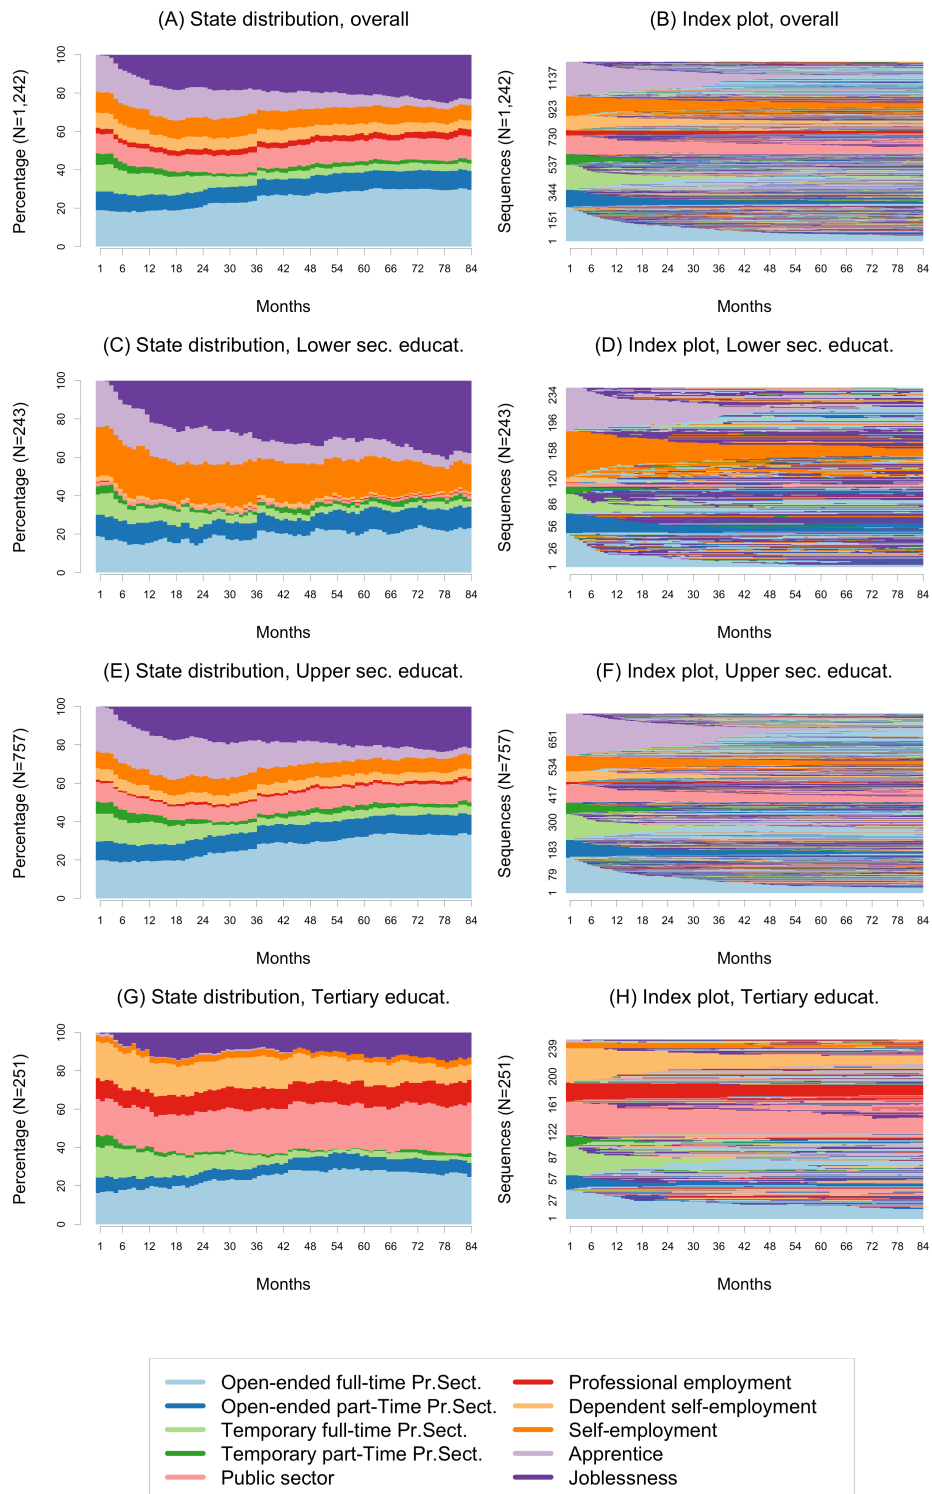 (A) State distribution, overall
Percentage (N=1,242)
0 20 40 60 80 100
1 6 12 18 24 30 36 42 48 54 60 66 72 78 84
Months
(B) Index plot, overall
Sequences (N=1,242)
1 151 344 537 730 923 1137
1 6 12 18 24 30 36 42 48 54 60 66 72 78 84
Months
(C) State distribution, Lower sec. educat.
Percentage (N=243)
0 20 40 60 80 100
1 6 12 18 24 30 36 42 48 54 60 66 72 78 84
Months
(D) Index plot, Lower sec. educat.
Sequences (N=243)
1 26 56 86 120 158 196 234
1 6 12 18 24 30 36 42 48 54 60 66 72 78 84
Months
(E) State distribution, Upper sec. educat.
Percentage (N=757)
0 20 40 60 80 100
1 6 12 18 24 30 36 42 48 54 60 66 72 78 84
Months
(F) Index plot, Upper sec. educat.
Sequences (N=757)
1 79 183 300 417 534 651
1 6 12 18 24 30 36 42 48 54 60 66 72 78 84
Months
(G) State distribution, Tertiary educat.
Percentage (N=251)
0 20 40 60 80 100
1 6 12 18 24 30 36 42 48 54 60 66 72 78 84
Months
(H) Index plot, Tertiary educat.
Sequences (N=251)
1 27 57 87 122 161 200 239
1 6 12 18 24 30 36 42 48 54 60 66 72 78 84
Months
Open-ended full-time Pr.Sect.
Open-ended part-Time Pr.Sect.
Temporary full-time Pr.Sect.
Temporary part-Time Pr.Sect.
Public sector
Professional employment
Dependent self-employment
Self-employment
Apprentice
Joblessness